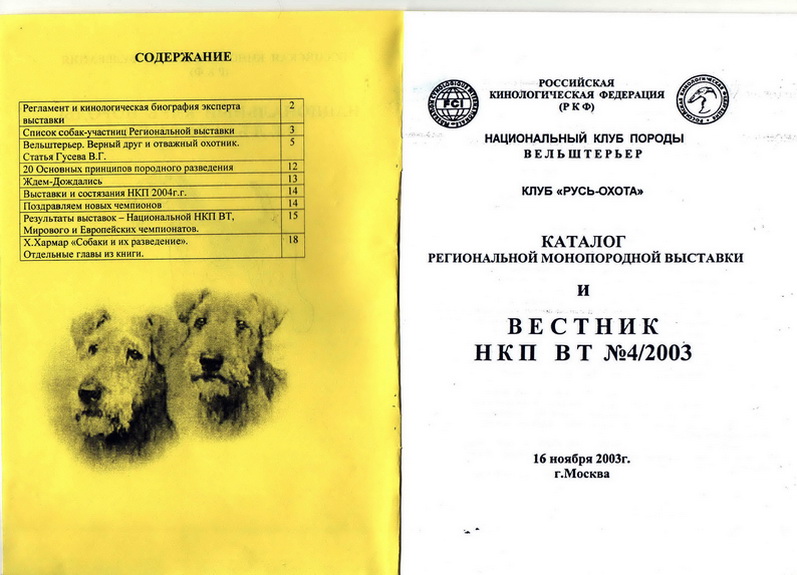 СОДЕРЖАНИЕ
Регламент и кинологическая биография эксперта 2
выставки
Список собак-участниц Региональной выставки 3
Вельштерьер. Верный друг и отважный охотник. 5
Статья Гусева В.Г.
20 Основных принципов породного разведения 12
Ждем-Дождались 13
Выставки и состязания НКП 2004г.г. 14
Поздравляем новых чемпионов 14
Результаты выставок – Национальной НКП ВТ, 15
Мирового и Европейских чемпионатов.
Х.Хармар «Собаки и их разведение». 18
Отдельные главы из книги.
РОССИЙСКАЯ
КИНОЛОГИЧЕСКАЯ ФЕДЕРАЦИЯ
(Р К Ф)
FCI
НАЦИОНАЛЬНЫЙ КЛУБ ПОРОДЫ
ВЕЛЬШТЕРЬЕР
КЛУБ «РУСЬ-ОХОТА»
КАТАЛОГ
РЕГИОНАЛЬНОЙ МОНОПОРОДНОЙ ВЫСТАВКИ
И
ВЕСТНИК
НКП ВТ №4/2003
16 ноября 2003г.
г.Москва